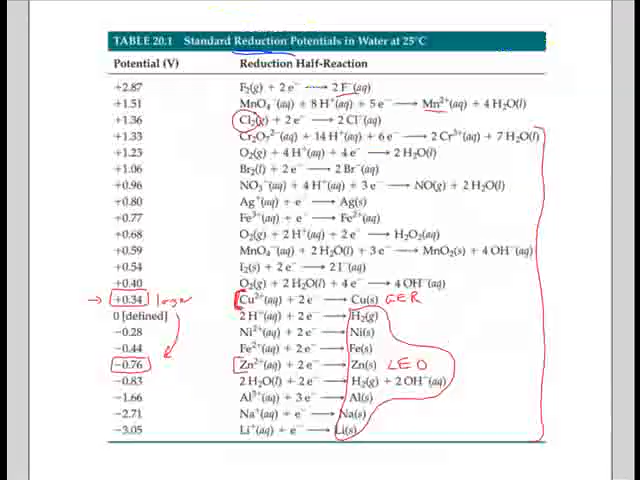 TABLE 20.1 Standard Reduction Potentials in Water at 25°C
Potential (V) Reduction Half-Reaction
+2.87 F₂(g) + 2 e⁻ ⟶ 2 F⁻(aq)
+1.51 MnO₄⁻(aq) + 8 H⁺(aq) + 5 e⁻ ⟶ Mn²⁺(aq) + 4 H₂O(l)
+1.36 Cl₂(g) + 2 e⁻ ⟶ 2 Cl⁻(aq)
+1.33 Cr₂O₇²⁻(aq) + 14 H⁺(aq) + 6 e⁻ ⟶ 2 Cr³⁺(aq) + 7 H₂O(l)
+1.23 O₂(g) + 4 H⁺(aq) + 4 e⁻ ⟶ 2 H₂O(l)
+1.06 Br₂(l) + 2 e⁻ ⟶ 2 Br⁻(aq)
+0.96 NO₃⁻(aq) + 4 H⁺(aq) + 3 e⁻ ⟶ NO(g) + 2 H₂O(l)
+0.80 Ag⁺(aq) + e⁻ ⟶ Ag(s)
+0.77 Fe³⁺(aq) + e⁻ ⟶ Fe²⁺(aq)
+0.68 O₂(g) + 2 H⁺(aq) + 2 e⁻ ⟶ H₂O₂(aq)
+0.59 MnO₄⁻(aq) + 2 H₂O(l) + 3 e⁻ ⟶ MnO₂(s) + 4 OH⁻(aq)
+0.54 I₂(s) + 2 e⁻ ⟶ 2 I⁻(aq)
+0.40 O₂(g) + 2 H₂O(l) + 4 e⁻ ⟶ 4 OH⁻(aq)
→ +0.34 larger Cu²⁺(aq) + 2 e⁻ ⟶ Cu(s) GER
0 [defined] 2 H⁺(aq) + 2 e⁻ ⟶ H₂(g)
−0.28 Ni²⁺(aq) + 2 e⁻ ⟶ Ni(s)
−0.44 Fe²⁺(aq) + 2 e⁻ ⟶ Fe(s)
−0.76 Zn²⁺(aq) + 2 e⁻ ⟶ Zn(s) LEO
−0.83 2 H₂O(l) + 2 e⁻ ⟶ H₂(g) + 2 OH⁻(aq)
−1.66 Al³⁺(aq) + 3 e⁻ ⟶ Al(s)
−2.71 Na⁺(aq) + e⁻ ⟶ Na(s)
−3.05 Li⁺(aq) + e⁻ ⟶ Li(s)